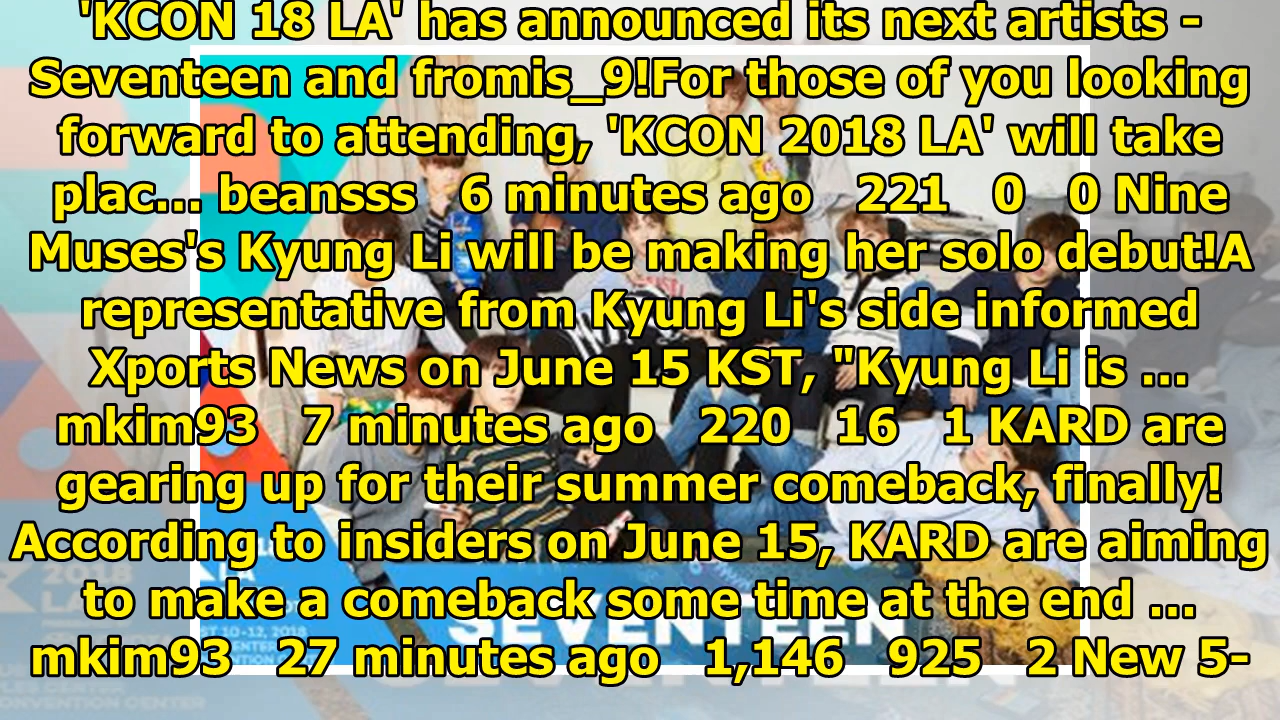 'KCON 18 LA' has announced its next artists -
Seventeen and fromis_9!For those of you looking
forward to attending, 'KCON 2018 LA' will take
plac... beansss 6 minutes ago 221 0 0 Nine
Muses's Kyung Li will be making her solo debut!A
representative from Kyung Li's side informed
Xports News on June 15 KST, "Kyung Li is ...
mkim93 7 minutes ago 220 16 1 KARD are
gearing up for their summer comeback, finally!
According to insiders on June 15, KARD are aiming
to make a comeback some time at the end ...
mkim93 27 minutes ago 1,146 925 2 New 5-
SEVENTEEN
ONVENTION CENTER